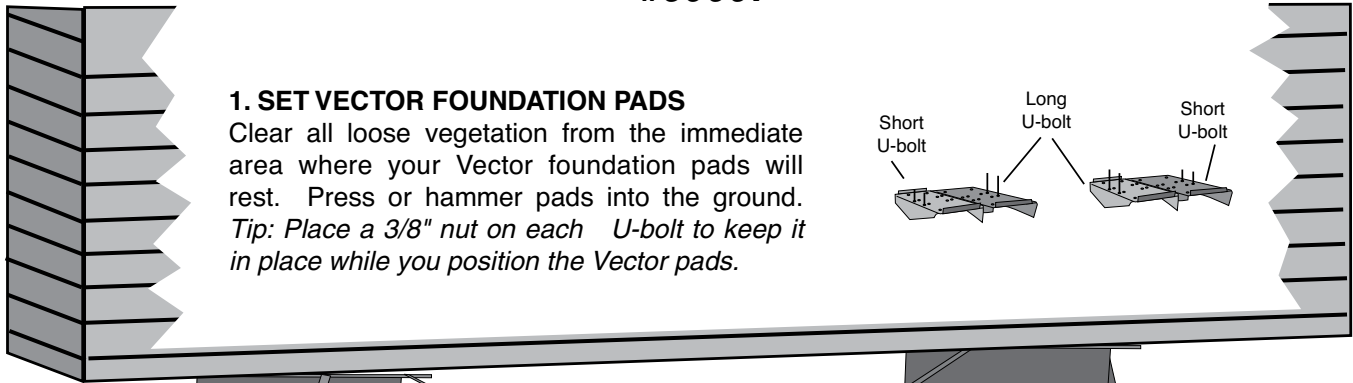 1. SET VECTOR FOUNDATION PADS
Clear all loose vegetation from the immediate
area where your Vector foundation pads will
rest. Press or hammer pads into the ground.
Tip: Place a 3/8" nut on each U-bolt to keep it
in place while you position the Vector pads.
Short
U-bolt
Long
U-bolt
Short
U-bolt